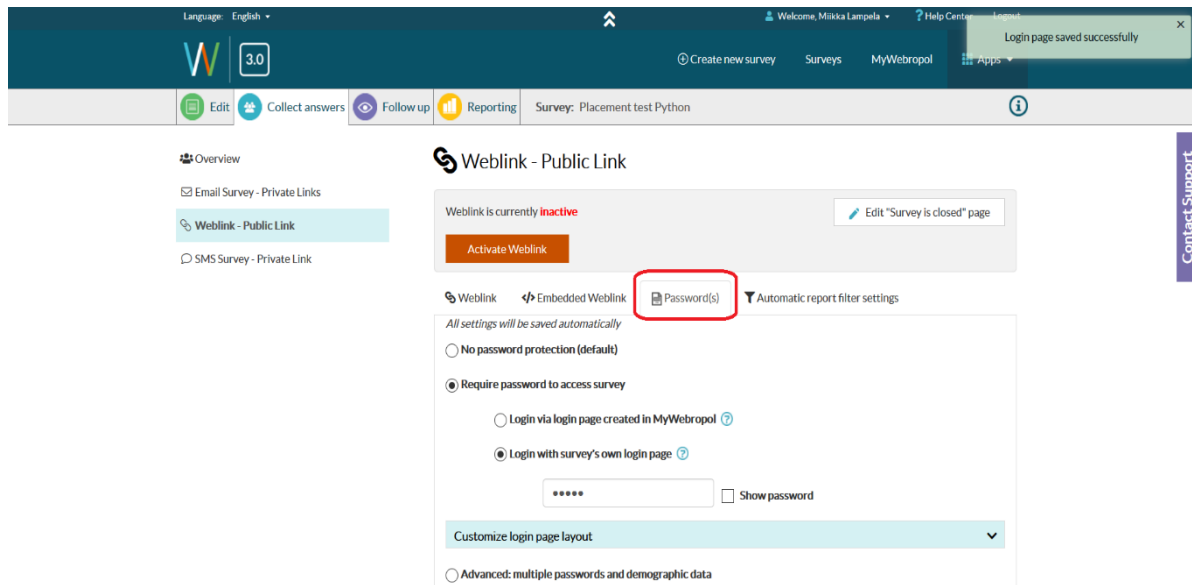 Language: English
Welcome, Miikka Lampela
? Help Center
Logout
Login page saved successfully
×
W 3.0
Create new survey
Surveys
MyWebropol
Apps
Edit
Collect answers
Follow up
Reporting
Survey: Placement test Python
Overview
Email Survey - Private Links
Weblink - Public Link
SMS Survey - Private Link
Weblink - Public Link
Weblink is currently inactive
Edit "Survey is closed" page
Activate Weblink
Weblink
</> Embedded Weblink
Password(s)
Automatic report filter settings
All settings will be saved automatically
No password protection (default)
Require password to access survey
Login via login page created in MyWebropol ?
Login with survey's own login page ?
•••••
Show password
Customize login page layout
Advanced: multiple passwords and demographic data
Contact Support